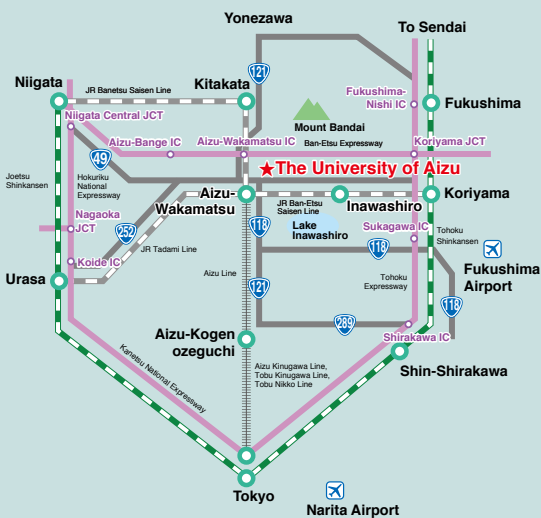 Yonezawa
To Sendai
121
Niigata
JR Banetsu Saisen Line
Kitakata
Fukushima-
Nishi IC
Fukushima
Niigata Central JCT
Mount Bandai
Aizu-Bange IC
Aizu-Wakamatsu IC
Ban-Etsu Expressway
Koriyama JCT
49
★The University of Aizu
Joetsu
Shinkansen
Hokuriku
National
Expressway
Aizu-
Wakamatsu
JR Ban-Etsu
Saisen Line
Inawashiro
Koriyama
Nagaoka
JCT
252
118
Lake
Inawashiro
Sukagawa IC
Tohoku
Shinkansen
JR Tadami Line
118
Koide IC
Aizu Line
Fukushima
Airport
Urasa
121
Tohoku
Expressway
118
289
Aizu-Kogen
ozeguchi
Shirakawa IC
Kanetsu National Expressway
Aizu Kinugawa Line,
Tobu Kinugawa Line,
Tobu Nikko Line
Shin-Shirakawa
Tokyo
Narita Airport